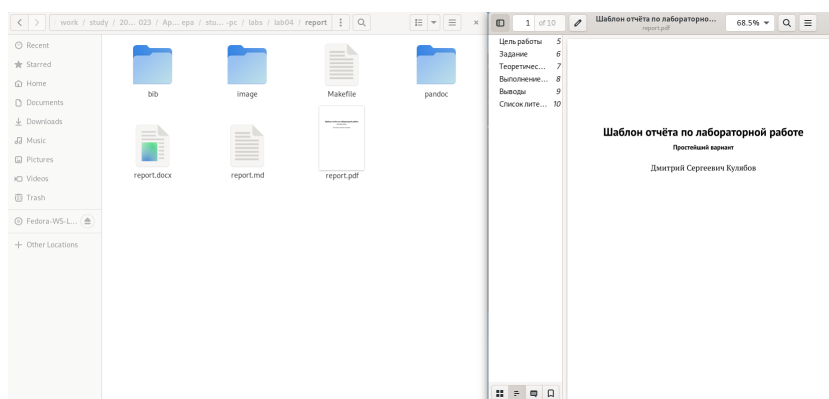 work / study / 20... 023 / Ap... epa / stu... -pc / labs / lab04 / report
Recent
Starred
Home
Documents
Downloads
Music
Pictures
Videos
Trash
Fedora-WS-L...
Other Locations
bib
image
Makefile
pandoc
report.docx
report.md
report.pdf
1 of 10
Шаблон отчёта по лабораторно...
report.pdf
68.5%
Цель работы 5
Задание 6
Теоретичес... 7
Выполнение... 8
Выводы 9
Список лите... 10
Шаблон отчёта по лабораторной работе
Простейший вариант
Дмитрий Сергеевич Кулябов